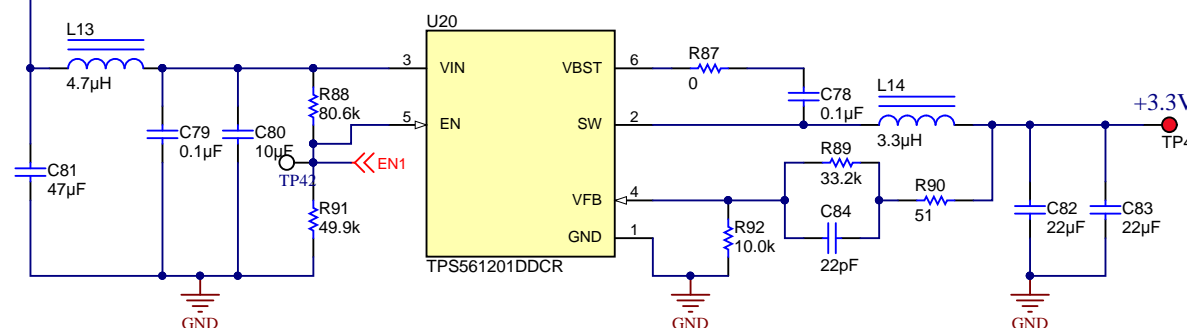 U20
L13
4.7µH
3
VIN
VBST
6
R87
0
R88
80.6k
C78
0.1µF
L14
3.3µH
+3.3V
5
EN
SW
2
C79
0.1µF
C80
10µF
TP42
EN1
R89
33.2k
C81
47µF
VFB
4
R90
51
C84
22pF
R91
49.9k
GND
1
R92
10.0k
C82
22µF
C83
22µF
TPS561201DDCR
GND
GND
GND